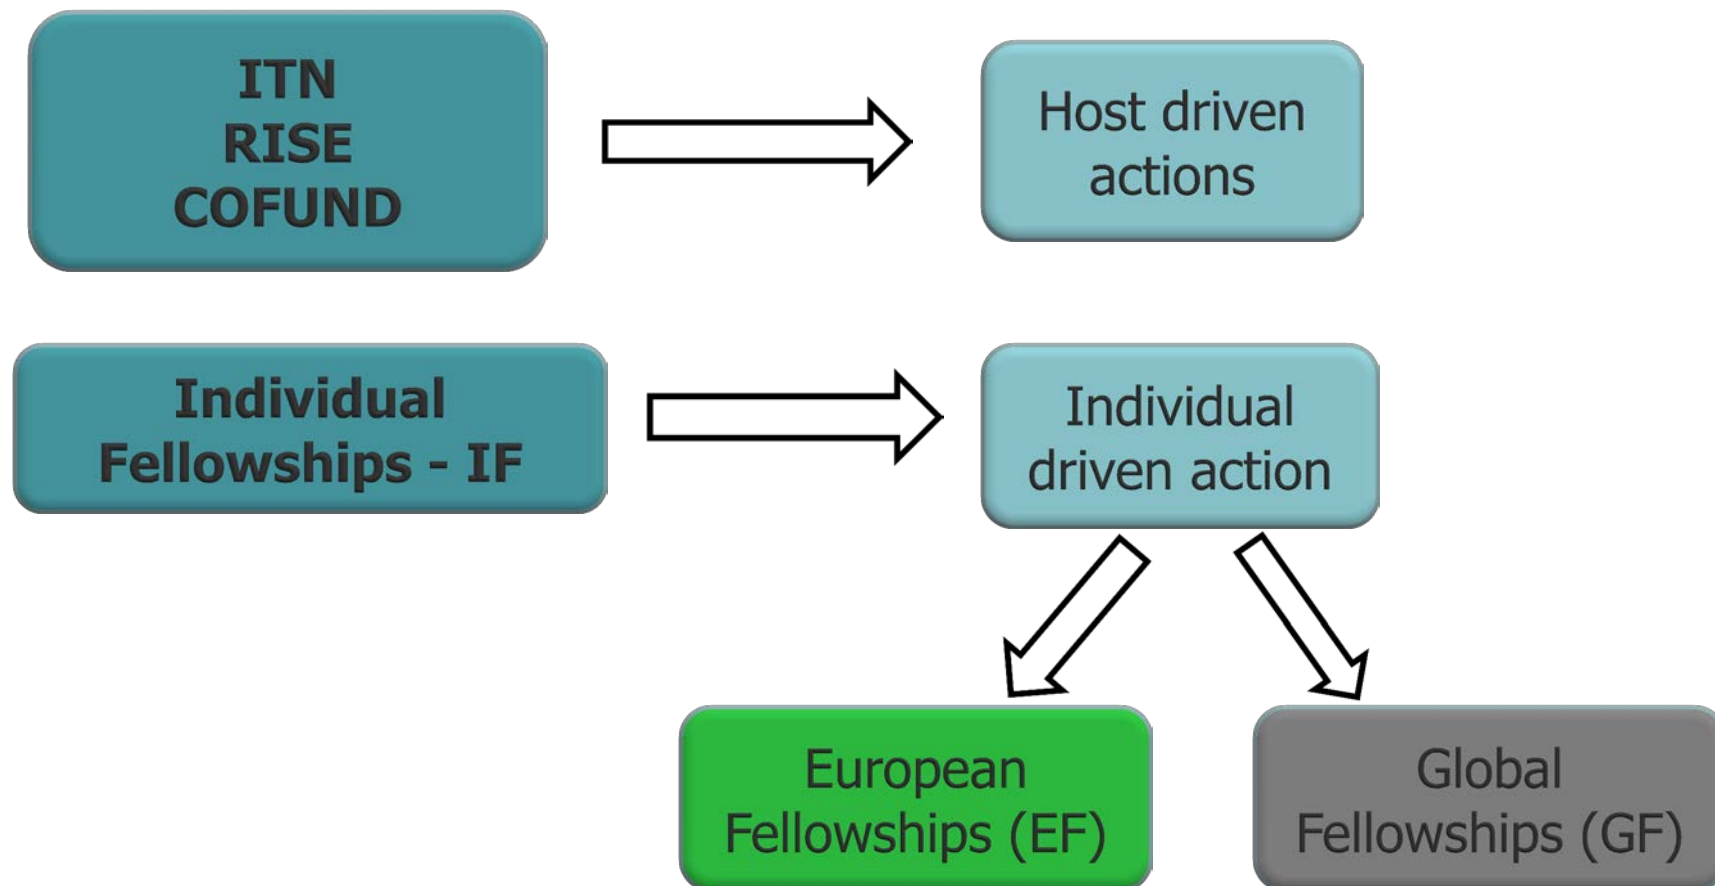 ITN
RISE
COFUND
Host driven
actions
Individual
Fellowships - IF
Individual
driven action
European
Fellowships (EF)
Global
Fellowships (GF)